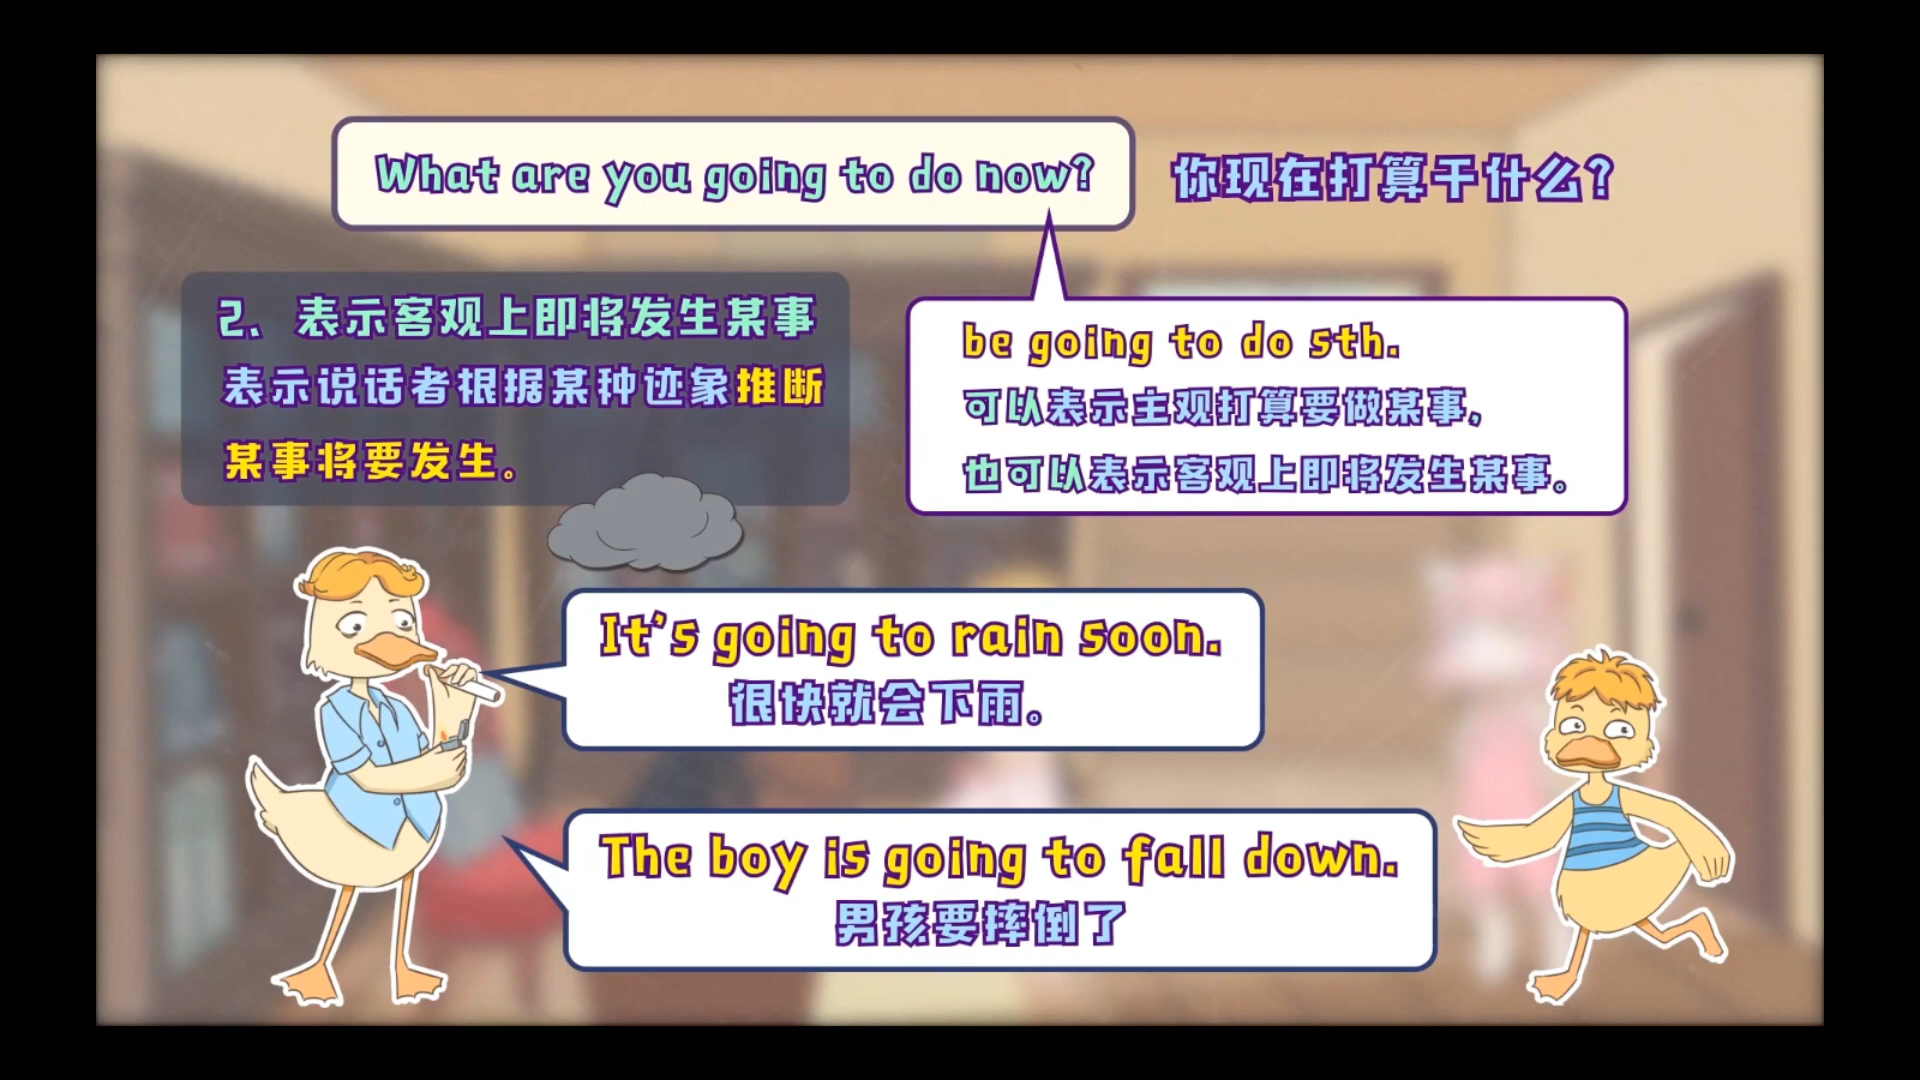 What are you going to do now?
你现在打算干什么？
2、表示客观上即将发生某事
表示说话者根据某种迹象推断
某事将要发生。
be going to do sth.
可以表示主观打算要做某事，
也可以表示客观上即将发生某事。
It's going to rain soon.
很快就会下雨。
The boy is going to fall down.
男孩要摔倒了